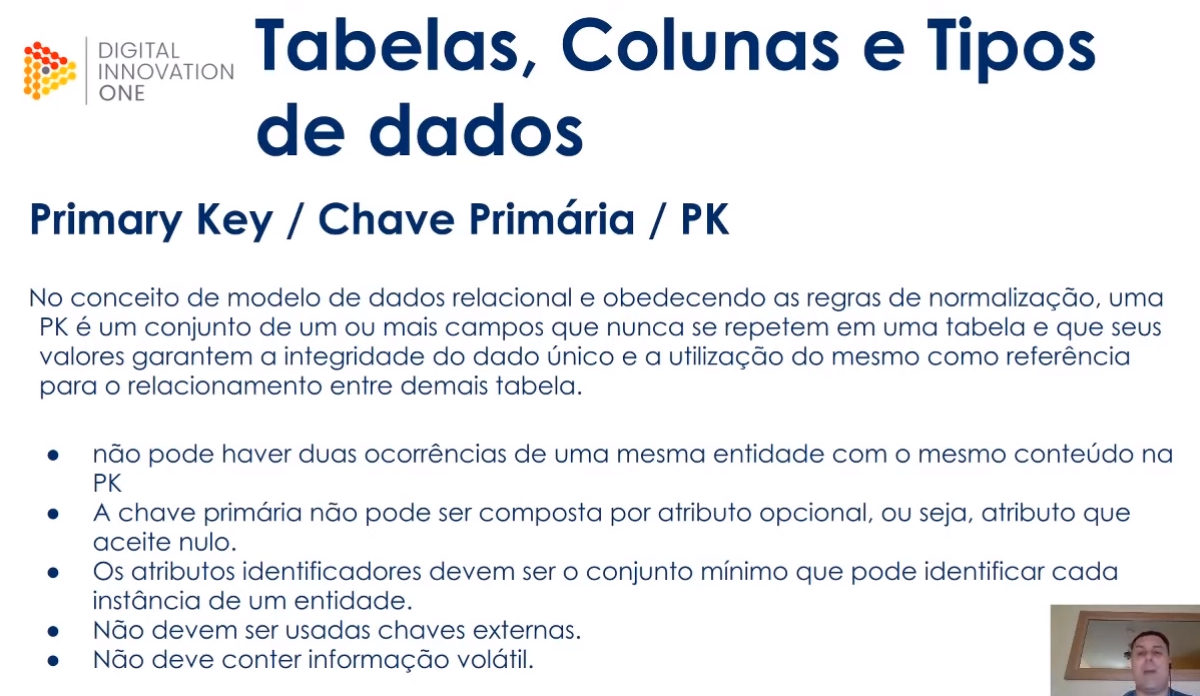 DIGITAL
INNOVATION
ONE
Tabelas, Colunas e Tipos
de dados
Primary Key / Chave Primária / PK
No conceito de modelo de dados relacional e obedecendo as regras de normalização, uma
PK é um conjunto de um ou mais campos que nunca se repetem em uma tabela e que seus
valores garantem a integridade do dado único e a utilização do mesmo como referência
para o relacionamento entre demais tabela.
● não pode haver duas ocorrências de uma mesma entidade com o mesmo conteúdo na
PK
● A chave primária não pode ser composta por atributo opcional, ou seja, atributo que
aceite nulo.
● Os atributos identificadores devem ser o conjunto mínimo que pode identificar cada
instância de um entidade.
● Não devem ser usadas chaves externas.
● Não deve conter informação volátil.